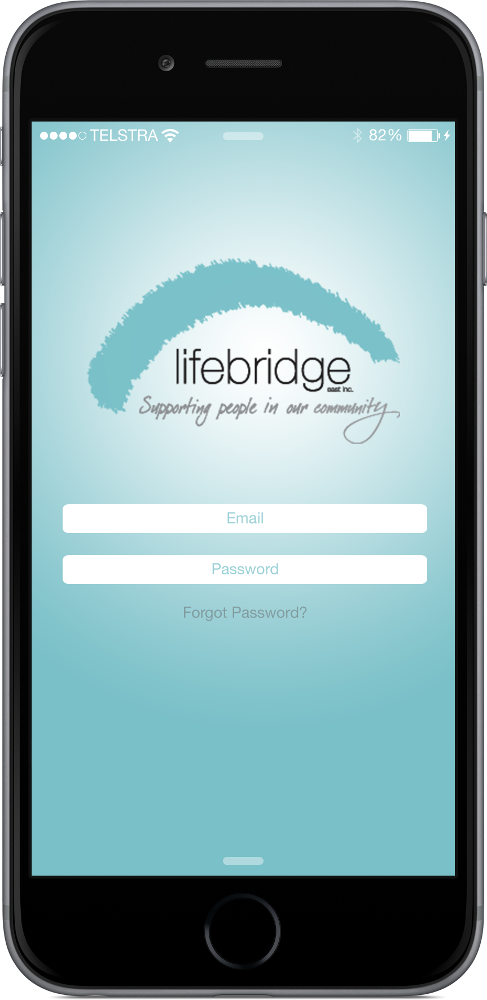 TELSTRA 82%
lifebridge
east inc.
Supporting people in our community
Email
Password
Forgot Password?